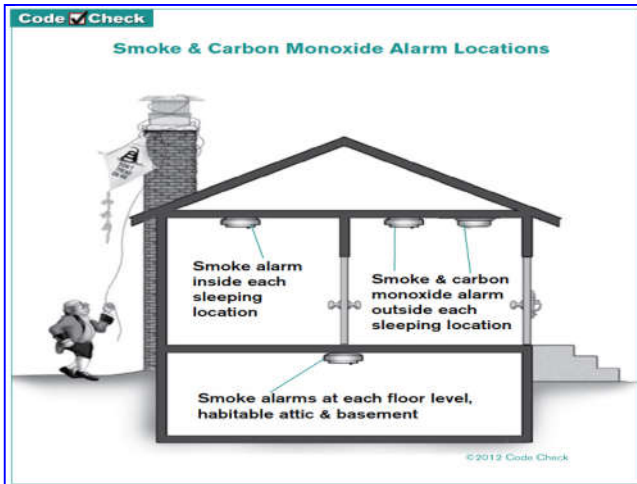 Code Check
Smoke & Carbon Monoxide Alarm Locations
Smoke alarm
inside each
sleeping
location
Smoke & carbon
monoxide alarm
outside each
sleeping location
Smoke alarms at each floor level,
habitable attic & basement
©2012 Code Check